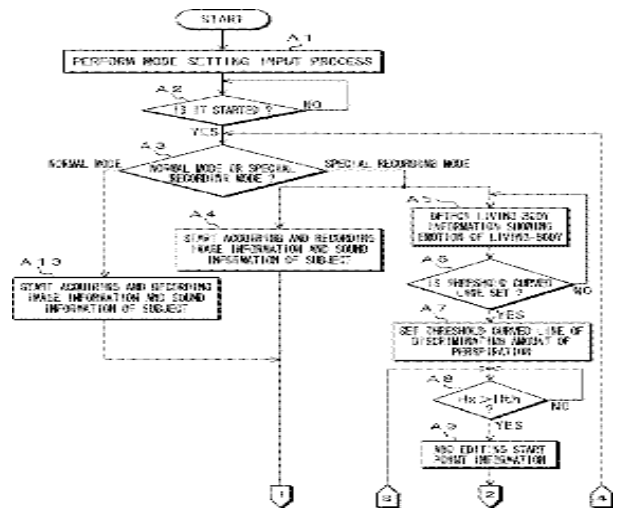 START
A1
PERFORM MODE SETTING INPUT PROCESS
A2
IS IT STARTED ?
NO
YES
A3
NORMAL MODE
NORMAL MODE OR SPECIAL
RECORDING MODE ?
SPECIAL RECORDING MODE
A4
START ACQUIRING AND RECORDING
IMAGE INFORMATION AND SOUND
INFORMATION OF SUBJECT
A5
DETECT LIVING BODY
INFORMATION SHOWING
EMOTION OF LIVING-BODY
A6
IS THRESHOLD CURVED
LINE SET ?
NO
YES
A13
START ACQUIRING AND RECORDING
IMAGE INFORMATION AND SOUND
INFORMATION OF SUBJECT
A7
SET THRESHOLD CURVED LINE OF
DISCRIMINATING AMOUNT OF
PERSPIRATION
A8
?
NO
YES
A9
ADD EDITING START
POINT INFORMATION
1
3
2
4